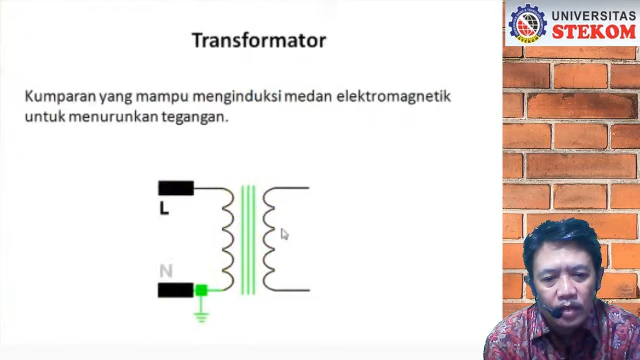 UNIVERSITAS
STEKOM
Transformator
Kumparan yang mampu menginduksi medan elektromagnetik
untuk menurunkan tegangan.
L
N